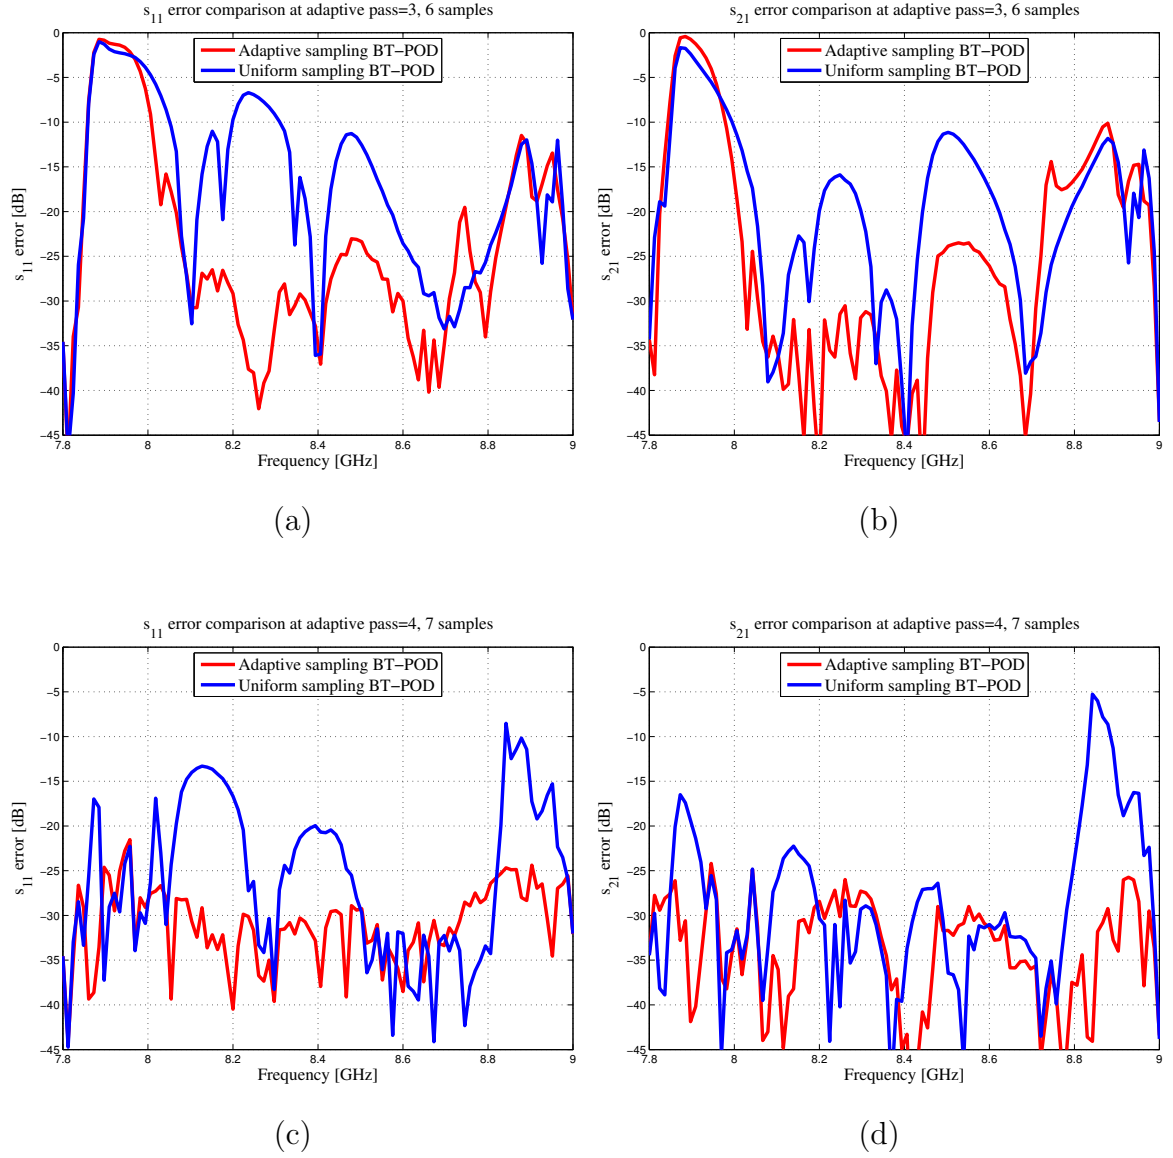 s11 error comparison at adaptive pass=3, 6 samples
Adaptive sampling BT−POD
Uniform sampling BT−POD
0
−5
−10
−15
−20
−25
−30
−35
−40
−45
s11 error [dB]
7.8
8
8.2
8.4
8.6
8.8
9
Frequency [GHz]
(a)
s21 error comparison at adaptive pass=3, 6 samples
Adaptive sampling BT−POD
Uniform sampling BT−POD
0
−5
−10
−15
−20
−25
−30
−35
−40
−45
s21 error [dB]
7.8
8
8.2
8.4
8.6
8.8
9
Frequency [GHz]
(b)
s11 error comparison at adaptive pass=4, 7 samples
Adaptive sampling BT−POD
Uniform sampling BT−POD
0
−5
−10
−15
−20
−25
−30
−35
−40
−45
s11 error [dB]
7.8
8
8.2
8.4
8.6
8.8
9
Frequency [GHz]
(c)
s21 error comparison at adaptive pass=4, 7 samples
Adaptive sampling BT−POD
Uniform sampling BT−POD
0
−5
−10
−15
−20
−25
−30
−35
−40
−45
s21 error [dB]
7.8
8
8.2
8.4
8.6
8.8
9
Frequency [GHz]
(d)